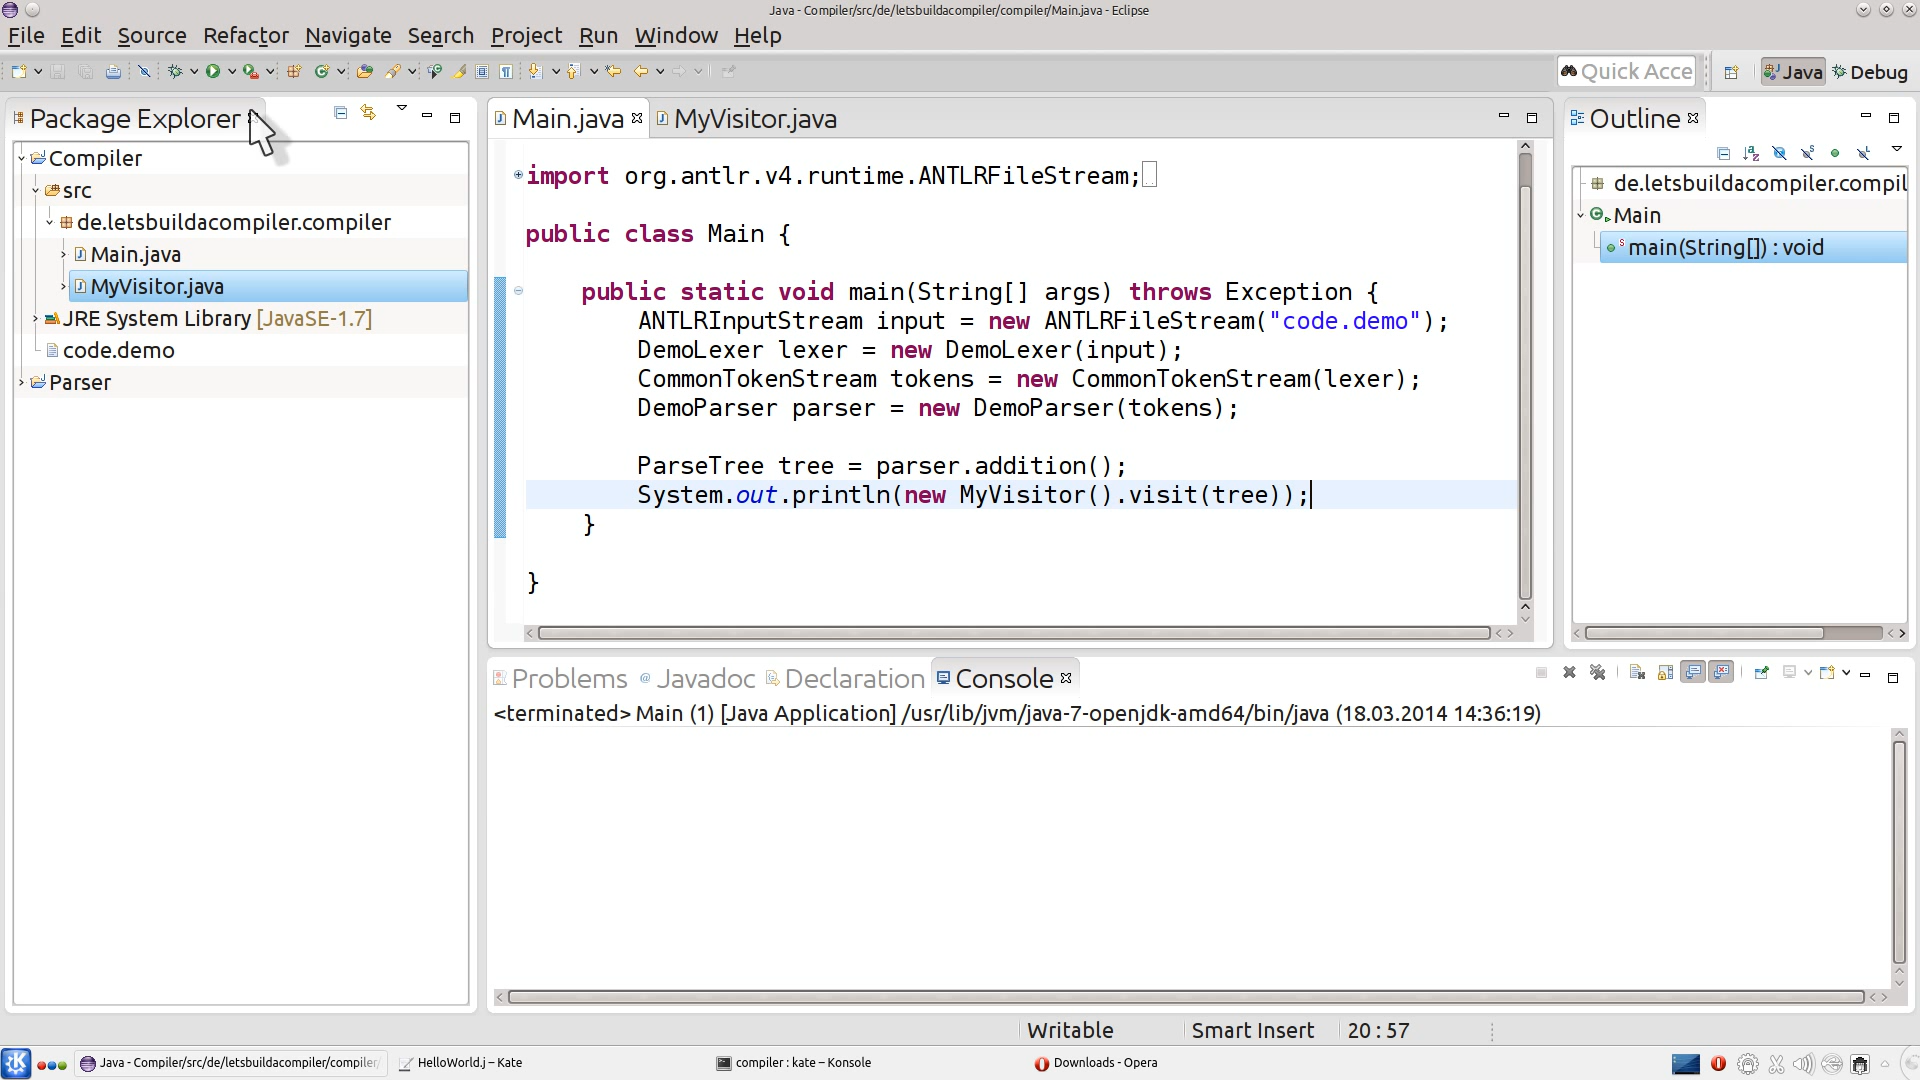 Java - Compiler/src/de/letsbuildacompiler/compiler/Main.java - Eclipse
File Edit Source Refactor Navigate Search Project Run Window Help
Quick Acce
Java Debug
Package Explorer
Compiler
src
de.letsbuildacompiler.compiler
Main.java
MyVisitor.java
JRE System Library [JavaSE-1.7]
code.demo
Parser
Main.java MyVisitor.java
import org.antlr.v4.runtime.ANTLRFileStream;
public class Main {
public static void main(String[] args) throws Exception {
ANTLRInputStream input = new ANTLRFileStream("code.demo");
DemoLexer lexer = new DemoLexer(input);
CommonTokenStream tokens = new CommonTokenStream(lexer);
DemoParser parser = new DemoParser(tokens);
ParseTree tree = parser.addition();
System.out.println(new MyVisitor().visit(tree));
}
}
Outline
de.letsbuildacompiler.compil
Main
main(String[]) : void
Problems Javadoc Declaration Console
<terminated> Main (1) [Java Application] /usr/lib/jvm/java-7-openjdk-amd64/bin/java (18.03.2014 14:36:19)
Writable Smart Insert 20 : 57
Java - Compiler/src/de/letsbuildacompiler/compiler/ HelloWorld.j – Kate compiler : kate – Konsole Downloads - Opera